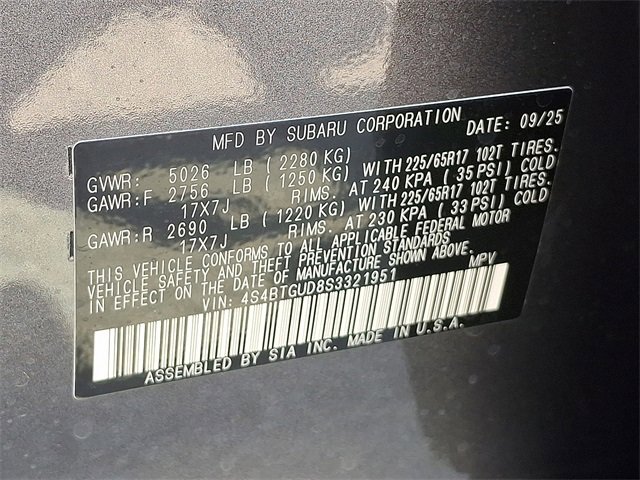 MFD BY SUBARU CORPORATION DATE: 09/25
GVWR: 5026 LB ( 2280 KG)
GAWR:F 2756 LB ( 1250 KG) WITH 225/65R17 102T TIRES.
17X7J RIMS. AT 240 KPA ( 35 PSI) COLD
GAWR:R 2690 LB ( 1220 KG) WITH 225/65R17 102T TIRES.
17X7J RIMS. AT 230 KPA ( 33 PSI) COLD
THIS VEHICLE CONFORMS TO ALL APPLICABLE FEDERAL MOTOR
VEHICLE SAFETY AND THEFT PREVENTION STANDARDS
IN EFFECT ON THE DATE OF MANUFACTURE SHOWN ABOVE.
VIN: 4S4BTGUD8S3321951 MPV
ASSEMBLED BY SIA INC. MADE IN U.S.A.